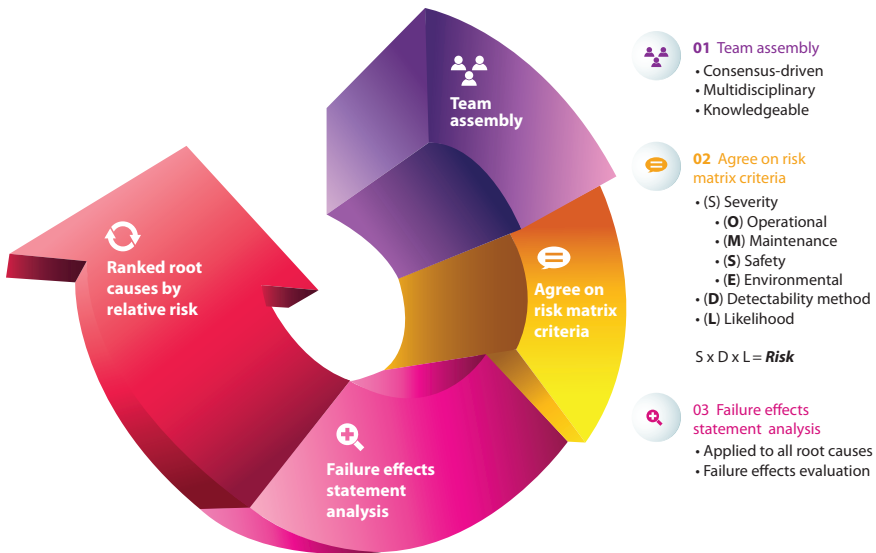 Team
assembly
Agree on
risk matrix
criteria
Failure effects
statement
analysis
Ranked root
causes by
relative risk
01 Team assembly
• Consensus-driven
• Multidisciplinary
• Knowledgeable
02 Agree on risk
matrix criteria
• (S) Severity
• (O) Operational
• (M) Maintenance
• (S) Safety
• (E) Environmental
• (D) Detectability method
• (L) Likelihood
S x D x L = Risk
03 Failure effects
statement analysis
• Applied to all root causes
• Failure effects evaluation